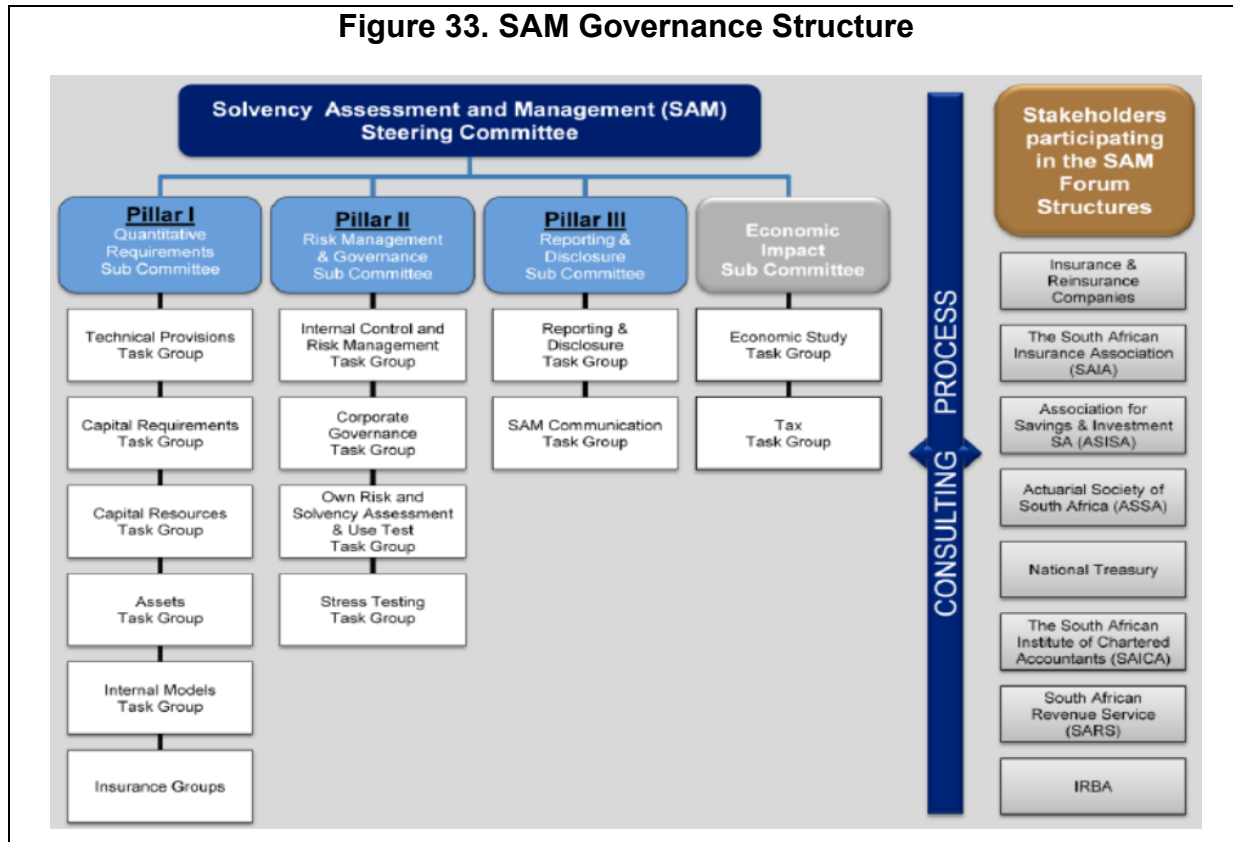 Figure 33. SAM Governance Structure
Solvency Assessment and Management (SAM)
Steering Committee
Pillar I
Quantitative
Requirements
Sub Committee
Technical Provisions
Task Group
Capital Requirements
Task Group
Capital Resources
Task Group
Assets
Task Group
Internal Models
Task Group
Insurance Groups
Pillar II
Risk Management
& Governance
Sub Committee
Internal Control and
Risk Management
Task Group
Corporate
Governance
Task Group
Own Risk and
Solvency Assessment
& Use Test
Task Group
Stress Testing
Task Group
Pillar III
Reporting &
Disclosure
Sub Committee
Reporting &
Disclosure
Task Group
SAM Communication
Task Group
Economic
Impact
Sub Committee
Economic Study
Task Group
Tax
Task Group
CONSULTING PROCESS
Stakeholders
participating
in the SAM
Forum
Structures
Insurance &
Reinsurance
Companies
The South African
Insurance Association
(SAIA)
Association for
Savings & Investment
SA (ASISA)
Actuarial Society of
South Africa (ASSA)
National Treasury
The South African
Institute of Chartered
Accountants (SAICA)
South African
Revenue Service
(SARS)
IRBA